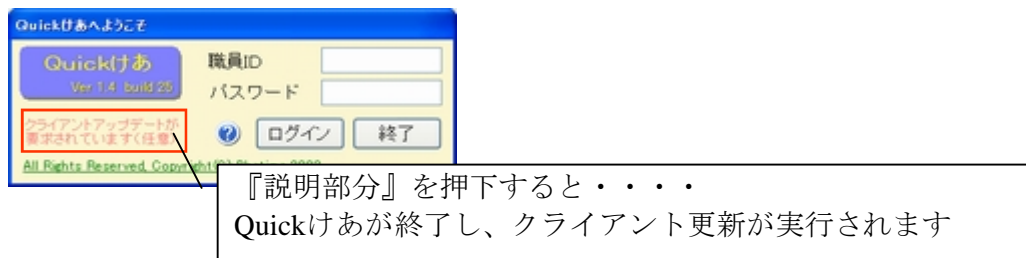 Quickけあへようこそ
Quickけあ
Ver 1.4 build 25
職員ID
パスワード
クライアントアップデートが
要求されています(任意)
ログイン
終了
All Rights Reserved, Copyright(C)
『説明部分』を押下すると・・・・
Quickけあが終了し、クライアント更新が実行されます